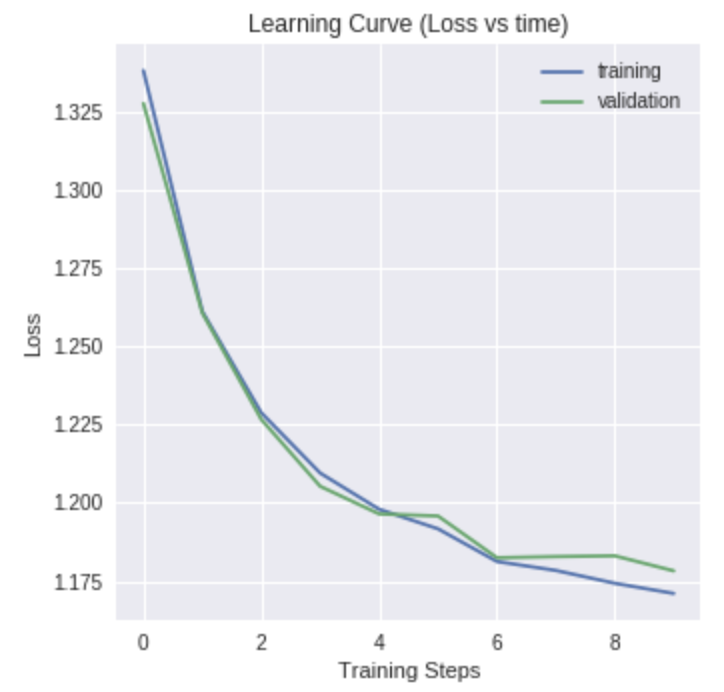 Learning Curve (Loss vs time)
training
validation
1.325
1.300
1.275
1.250
1.225
1.200
1.175
Loss
0 2 4 6 8
Training Steps